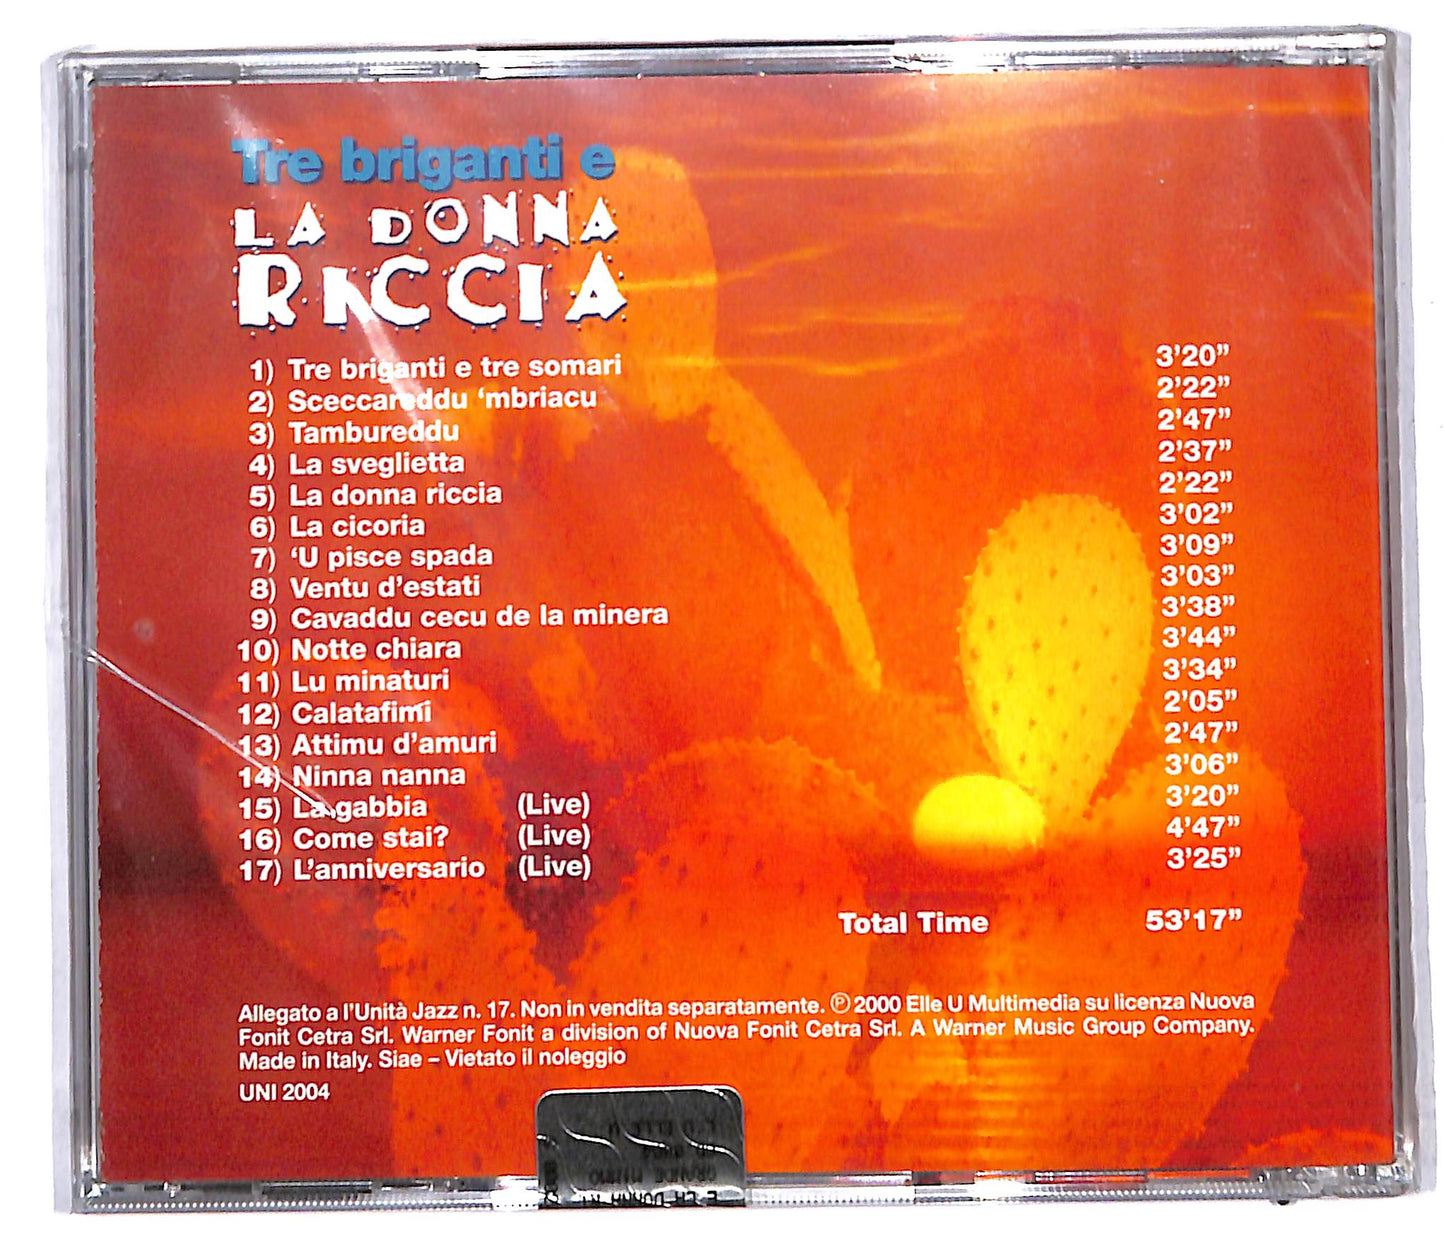 Tre briganti e
LA DONNA
RICCIA
1) Tre briganti e tre somari 3'20”
2) Sceccareddu ‘mbriacu 2'22”
3) Tambureddu 2'47”
4) La sveglietta 2'37”
5) La donna riccia 2'22”
6) La cicoria 3'02”
7) ‘U pisce spada 3'09”
8) Ventu d'estati 3'03”
9) Cavaddu cecu de la minera 3'38”
10) Notte chiara 3'44”
11) Lu minaturi 3'34”
12) Calatafimi 2'05”
13) Attimu d'amuri 2'47”
14) Ninna nanna 3'06”
15) La gabbia (Live) 3'20”
16) Come stai? (Live) 4'47”
17) L'anniversario (Live) 3'25”
Total Time 53'17”
Allegato a l'Unità Jazz n. 17. Non in vendita separatamente. ℗ 2000 Elle U Multimedia su licenza Nuova
Fonit Cetra Srl. Warner Fonit a division of Nuova Fonit Cetra Srl. A Warner Music Group Company.
Made in Italy. Siae – Vietato il noleggio
UNI 2004